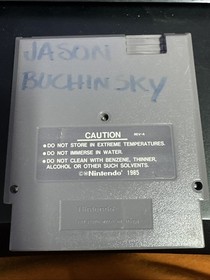 JASON
BUCHINSKY
CAUTION
REV-A
● DO NOT STORE IN EXTREME TEMPERATURES.
● DO NOT IMMERSE IN WATER.
● DO NOT CLEAN WITH BENZENE, THINNER,
ALCOHOL OR OTHER SUCH SOLVENTS.
©®Nintendo® 1985